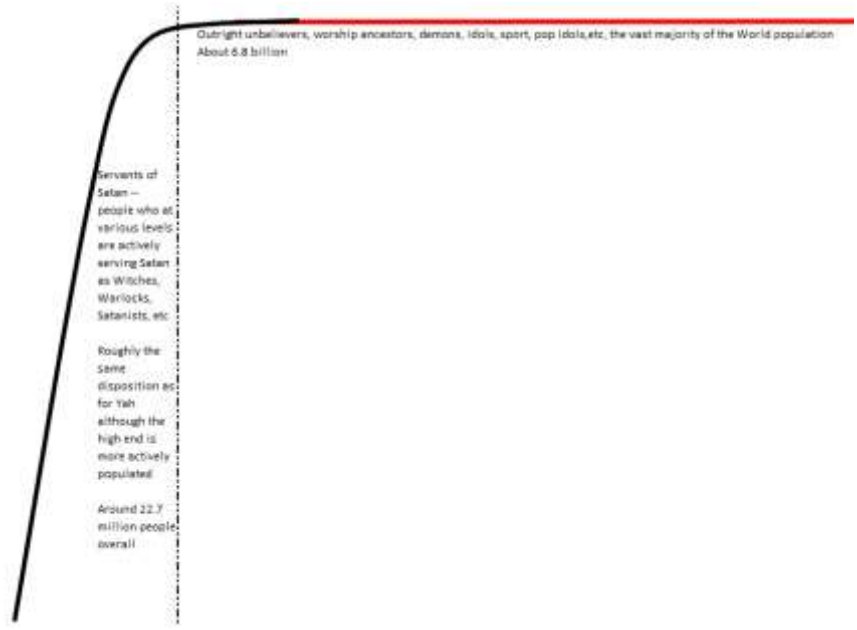 Outright unbelievers, worship ancestors, demons, idols, sport, pop idols,etc, the vast majority of the World population
About 6.8 billion
Servants of
Satan --
people who at
various levels
are actively
serving Satan
as Witches,
Warlocks,
Satanists, etc
Roughly the
same
disposition as
for Yah
although the
high end is
more actively
populated
Around 22.7
million people
overall